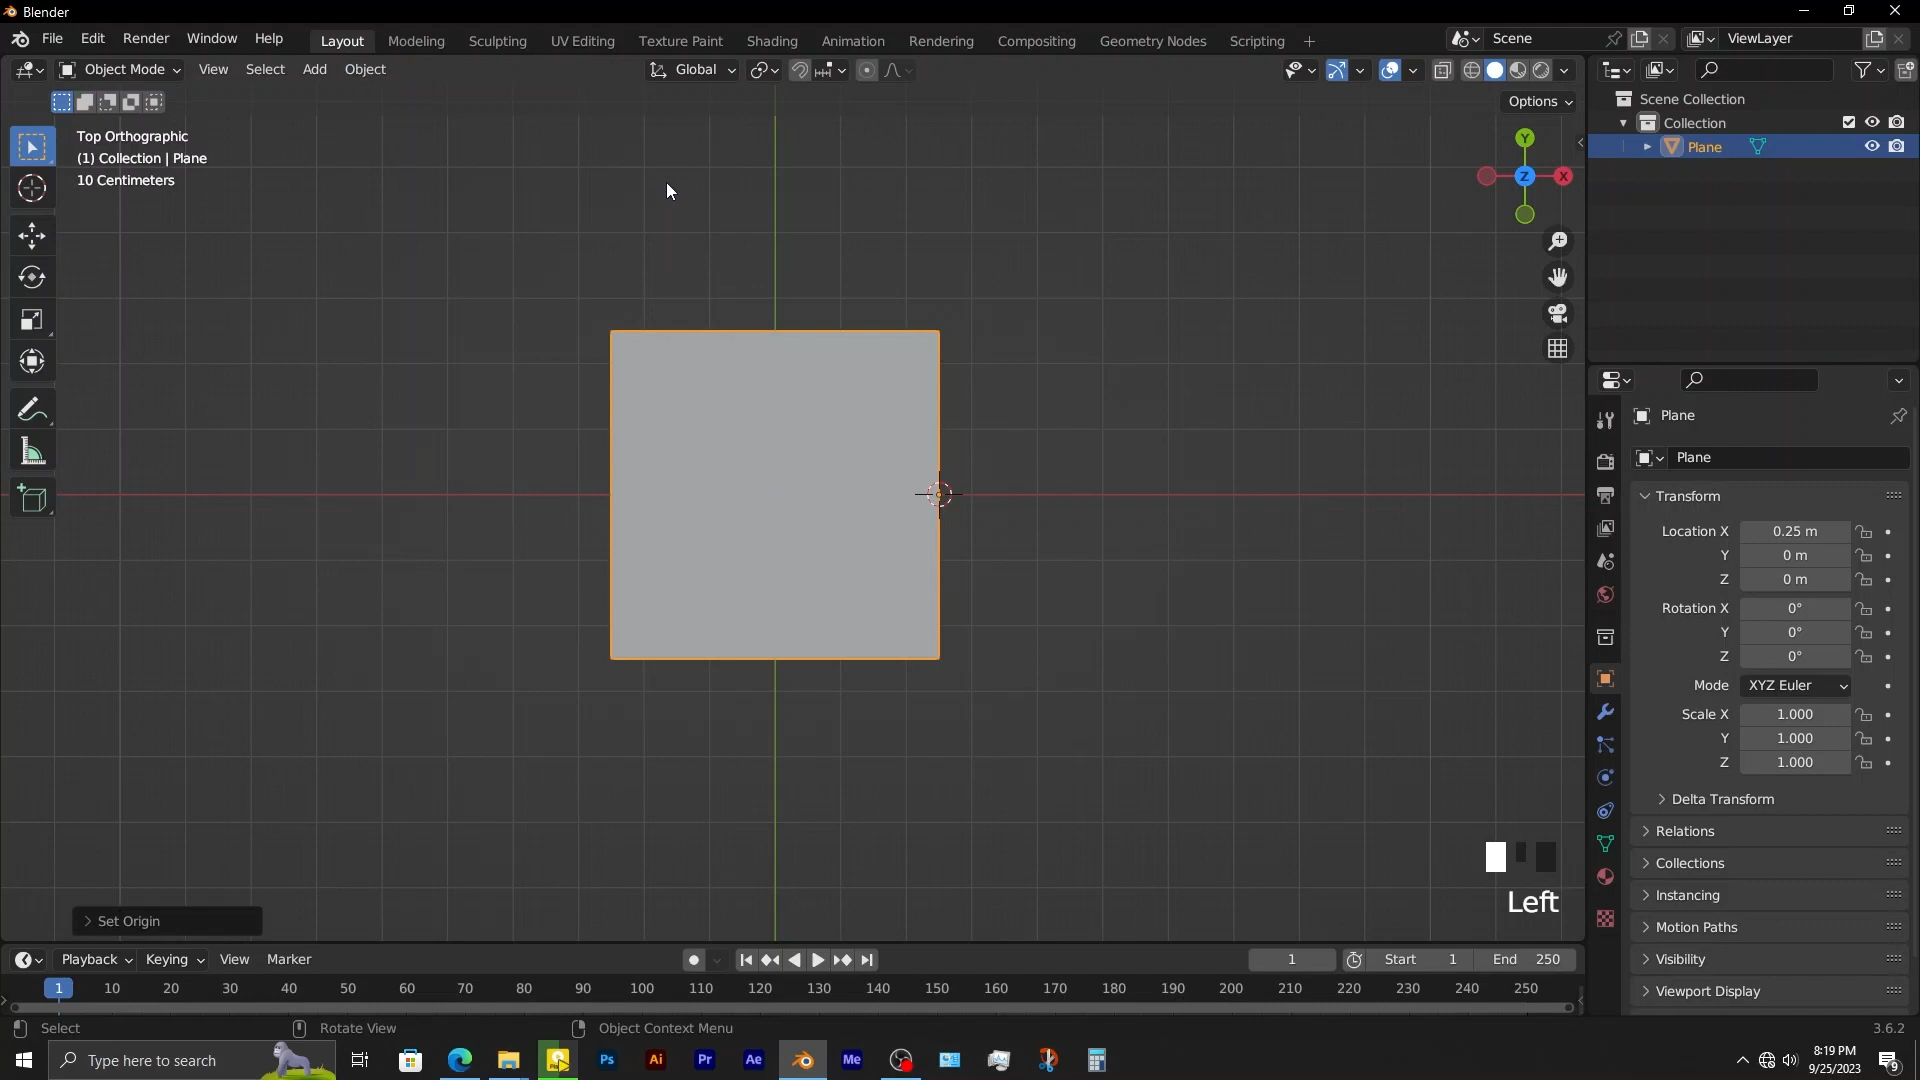 Blender
File Edit Render Window Help Layout Modeling Sculpting UV Editing Texture Paint Shading Animation Rendering Compositing Geometry Nodes Scripting + Scene ViewLayer
Object Mode View Select Add Object Global
Options
Top Orthographic
(1) Collection | Plane
10 Centimeters
Y
Z
X
Scene Collection
Collection
Plane
Plane
Plane
Transform
Location X 0.25 m
Y 0 m
Z 0 m
Rotation X 0°
Y 0°
Z 0°
Mode XYZ Euler
Scale X 1.000
Y 1.000
Z 1.000
Delta Transform
Relations
Collections
Instancing
Motion Paths
Visibility
Viewport Display
Left
Set Origin
Playback Keying View Marker 1 Start 1 End 250
1 10 20 30 40 50 60 70 80 90 100 110 120 130 140 150 160 170 180 190 200 210 220 230 240 250
Select Rotate View Object Context Menu 3.6.2
Type here to search Ps Ai Pr Ae Me
8:19 PM
9/25/2023
9